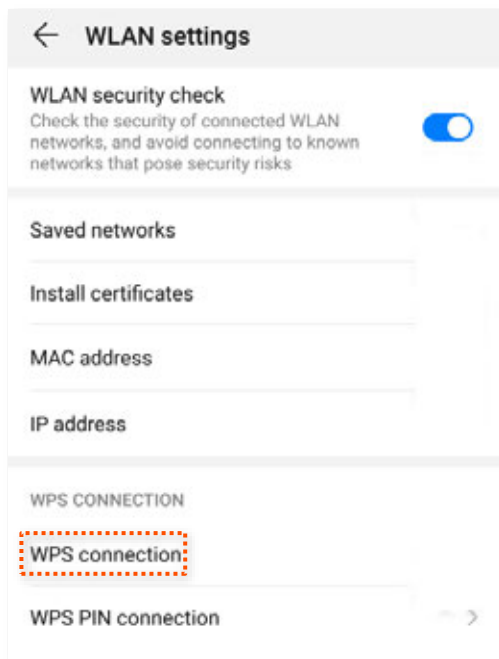 WLAN settings
WLAN security check
Check the security of connected WLAN
networks, and avoid connecting to known
networks that pose security risks
Saved networks
Install certificates
MAC address
IP address
WPS CONNECTION
WPS connection
WPS PIN connection